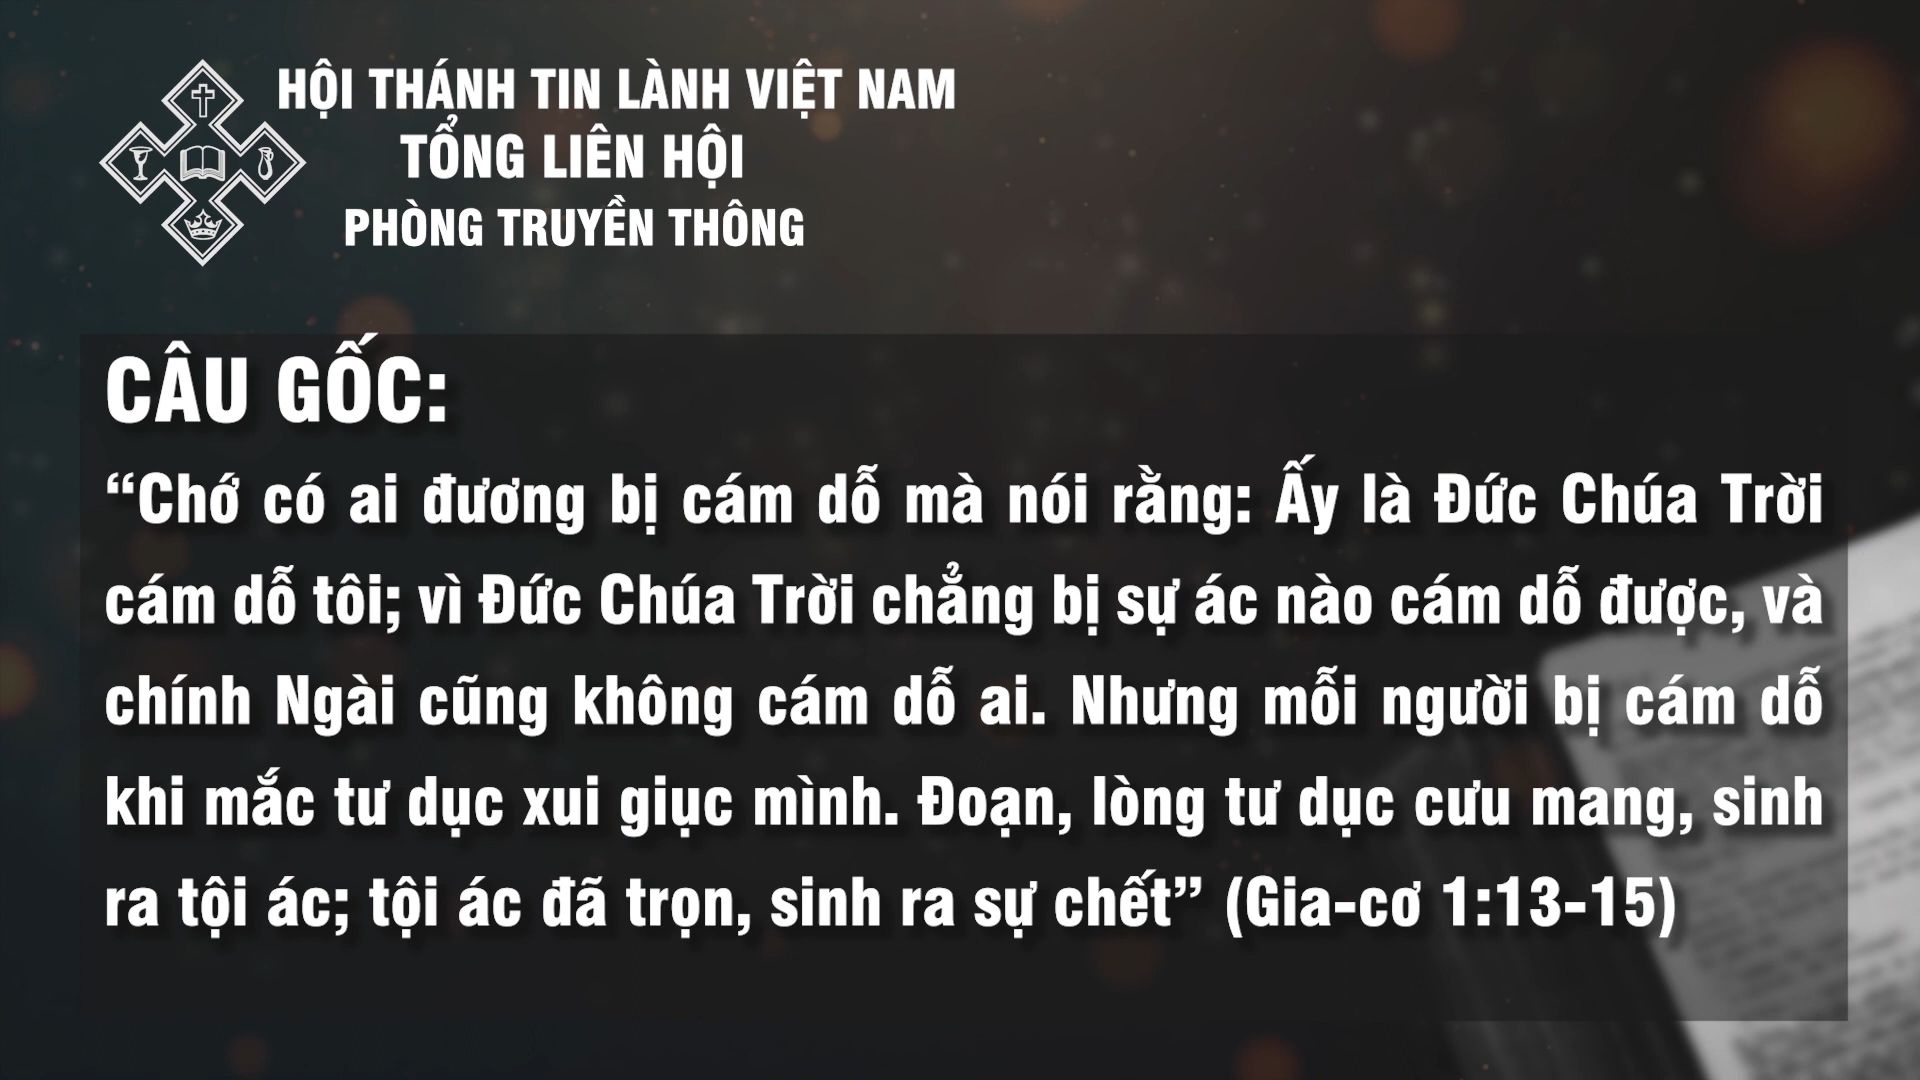 HỘI THÁNH TIN LÀNH VIỆT NAM
TỔNG LIÊN HỘI
PHÒNG TRUYỀN THÔNG
CÂU GỐC:
“Chớ có ai đương bị cám dỗ mà nói rằng: Ấy là Đức Chúa Trời
cám dỗ tôi; vì Đức Chúa Trời chẳng bị sự ác nào cám dỗ được, và
chính Ngài cũng không cám dỗ ai. Nhưng mỗi người bị cám dỗ
khi mắc tư dục xui giục mình. Đoạn, lòng tư dục cưu mang, sinh
ra tội ác; tội ác đã trọn, sinh ra sự chết” (Gia-cơ 1:13-15)